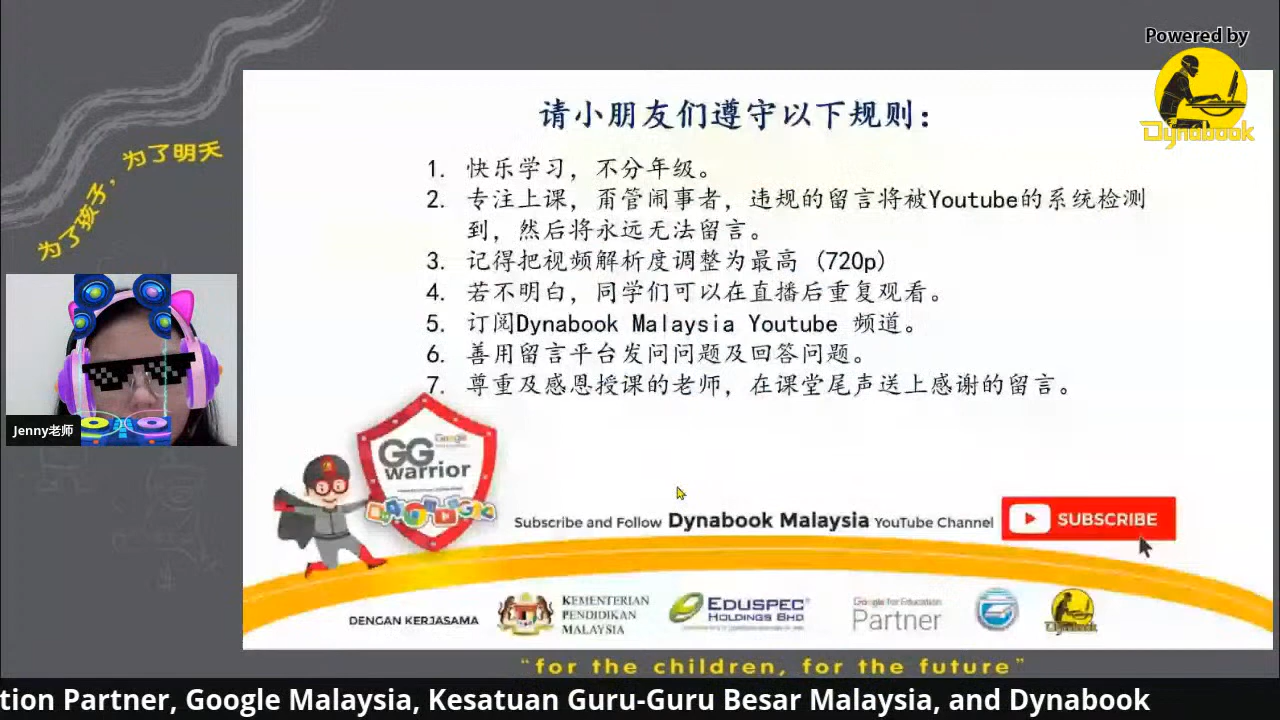 Powered by
Dynabook
为了孩子，为了明天
请小朋友们遵守以下规则：
1. 快乐学习，不分年级。
2. 专注上课，甭管闹事者，违规的留言将被Youtube的系统检测
到，然后将永远无法留言。
3. 记得把视频解析度调整为最高 (720p)
4. 若不明白，同学们可以在直播后重复观看。
5. 订阅Dynabook Malaysia Youtube 频道。
6. 善用留言平台发问问题及回答问题。
7. 尊重及感恩授课的老师，在课堂尾声送上感谢的留言。
Jenny老师
Google
GG
warrior
Subscribe and Follow Dynabook Malaysia YouTube Channel
SUBSCRIBE
DENGAN KERJASAMA
KEMENTERIAN
PENDIDIKAN
MALAYSIA
EDUSPEC
HOLDINGS BHD
Google for Education
Partner
Dynabook
"for the children, for the future"
tion Partner, Google Malaysia, Kesatuan Guru-Guru Besar Malaysia, and Dynabook